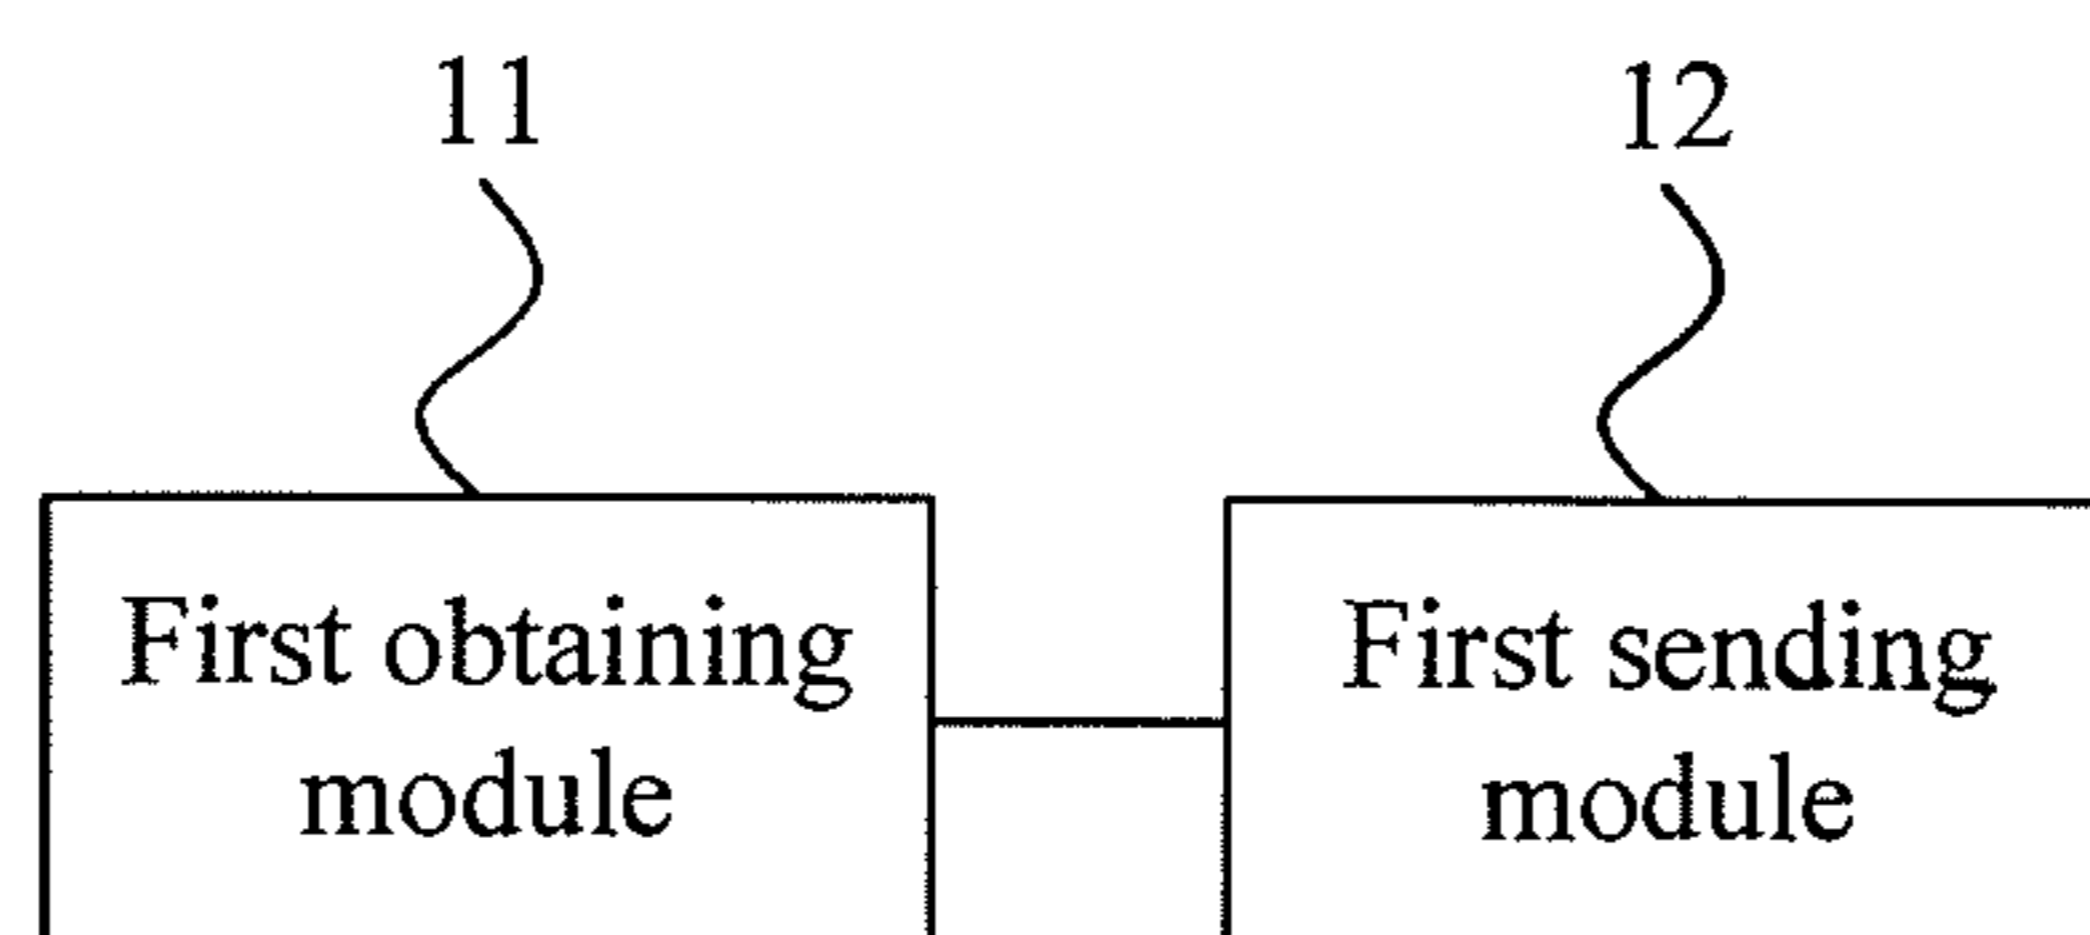 11
12
First obtaining
module
First sending
module